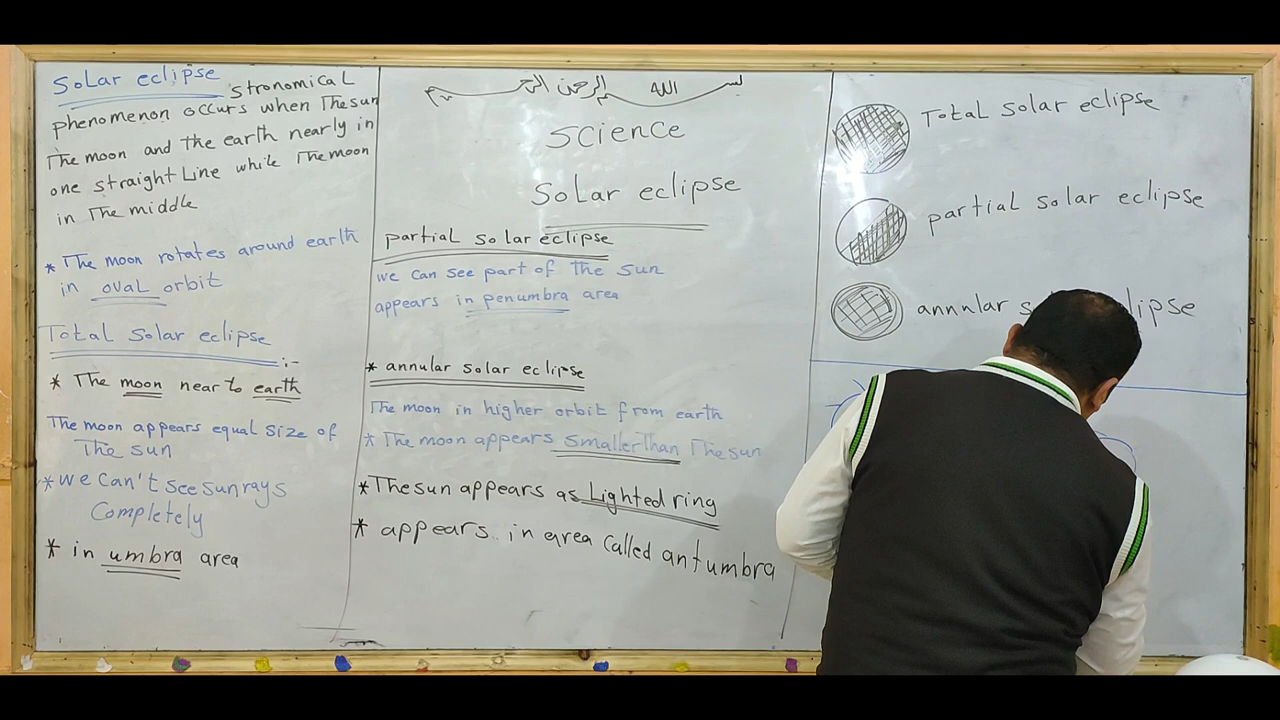 Solar eclipse stronomical
phenomenon occurs when The sun
The moon and the earth nearly in
one straight Line while The moon
in The middle
* The moon rotates around earth
in oval orbit
Total Solar eclipse :-
* The moon near to earth
The moon appears equal size of
The sun
* we can't see sun rays
Completely
* in umbra area
بسم الله الرحمن الرحيم
Science
Solar eclipse
partial solar eclipse
we can see part of the sun
appears in penumbra area
* annular solar eclipse
The moon in higher orbit from earth
* The moon appears smaller Than The sun
* The sun appears as Lighted ring
* appears in area called antumbra
Total solar eclipse
partial solar eclipse
annular s lipse